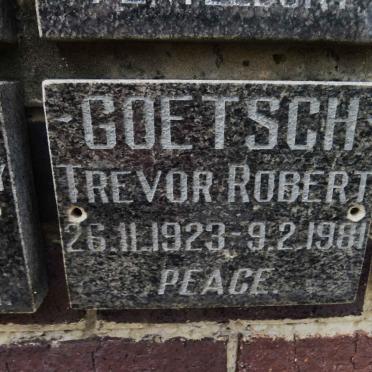 -GOETSCH-
TREVOR ROBERT
26.11.1923-9.2.1981
PEACE.